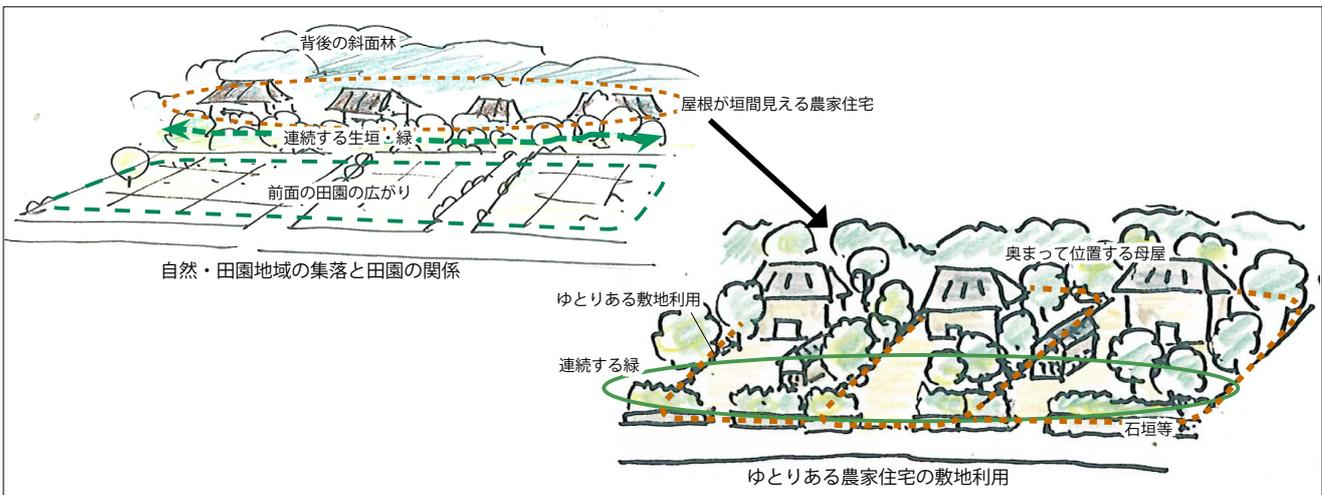 背後の斜面林
屋根が垣間見える農家住宅
連続する生垣・緑
前面の田園の広がり
自然・田園地域の集落と田園の関係
奥まって位置する母屋
ゆとりある敷地利用
連続する緑
石垣等
ゆとりある農家住宅の敷地利用